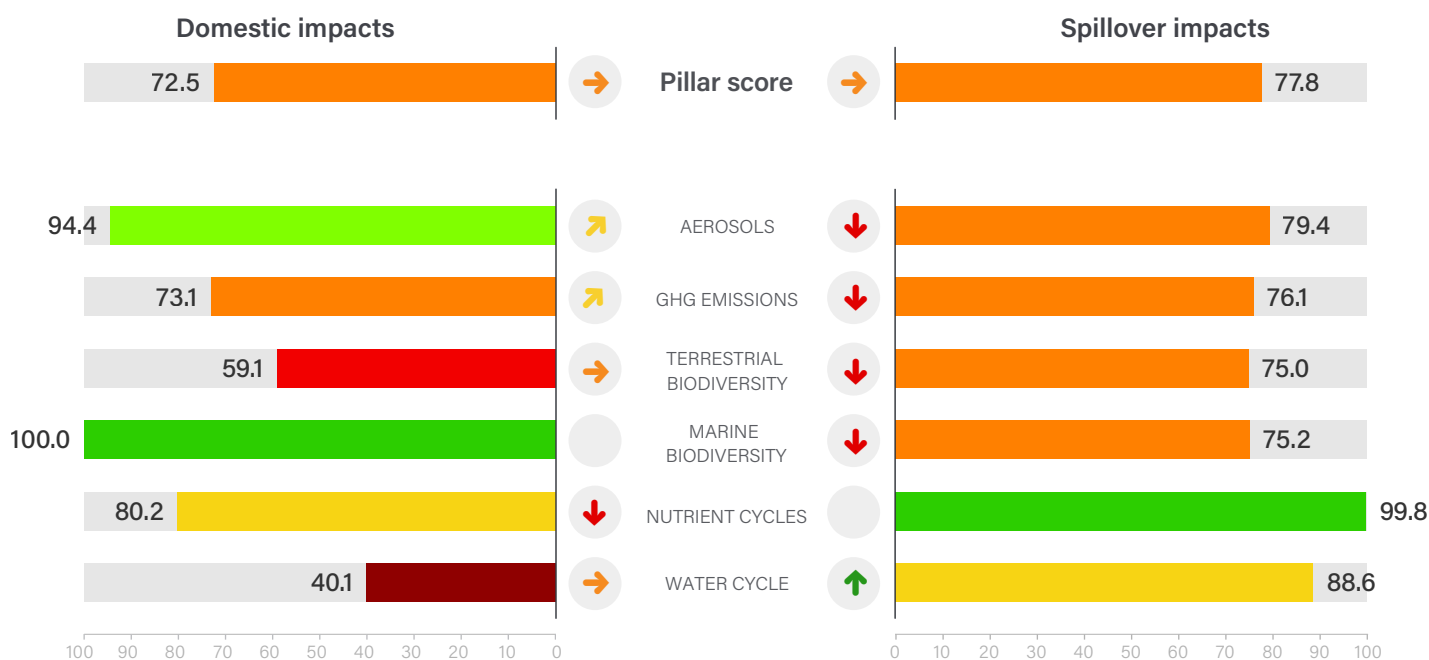 Domestic impacts
Spillover impacts
72.5
Pillar score
77.8
94.4
AEROSOLS
79.4
73.1
GHG EMISSIONS
76.1
59.1
TERRESTRIAL
BIODIVERSITY
75.0
100.0
MARINE
BIODIVERSITY
75.2
80.2
NUTRIENT CYCLES
99.8
40.1
WATER CYCLE
88.6
100 90 80 70 60 50 40 30 20 10 0
0 10 20 30 40 50 60 70 80 90 100